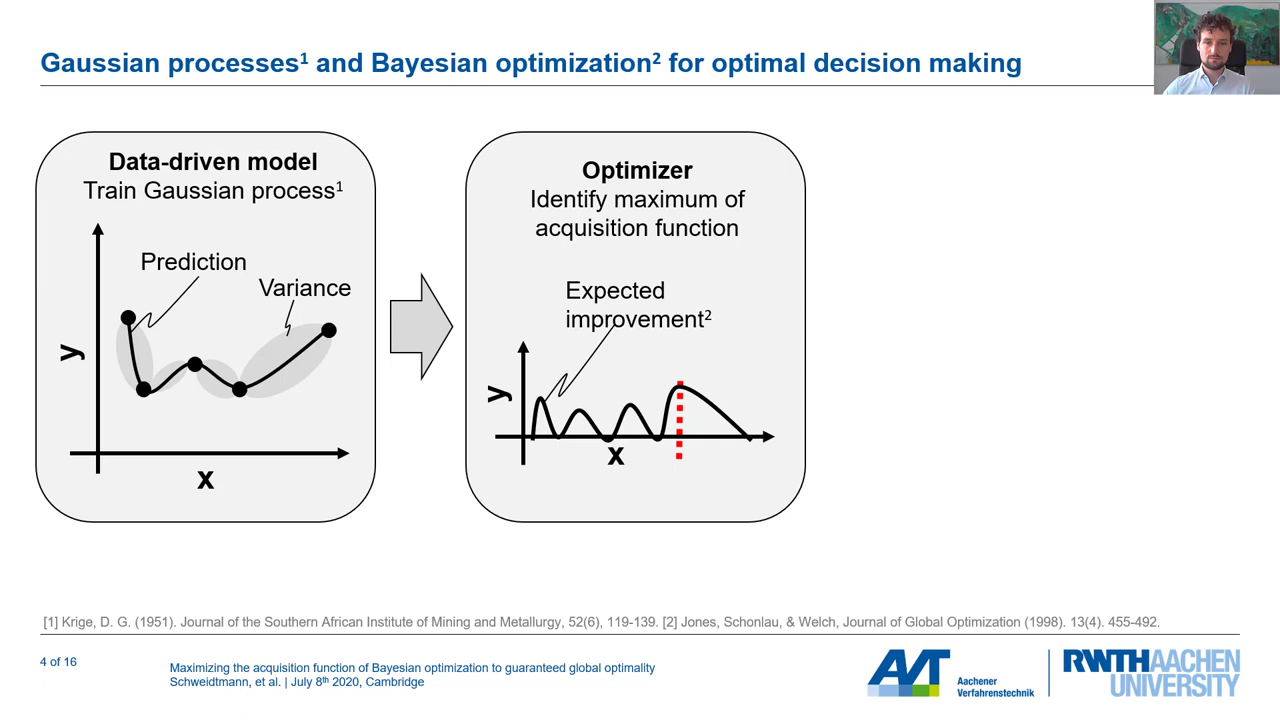 Gaussian processes¹ and Bayesian optimization² for optimal decision making
Data-driven model
Train Gaussian process¹
Prediction
Variance
y
x
Optimizer
Identify maximum of
acquisition function
Expected
improvement²
y
x
[1] Krige, D. G. (1951). Journal of the Southern African Institute of Mining and Metallurgy, 52(6), 119-139. [2] Jones, Schonlau, & Welch, Journal of Global Optimization (1998). 13(4). 455-492.
4 of 16
Maximizing the acquisition function of Bayesian optimization to guaranteed global optimality
Schweidtmann, et al. | July 8th 2020, Cambridge
AVT
Aachener
Verfahrenstechnik
RWTHAACHEN
UNIVERSITY